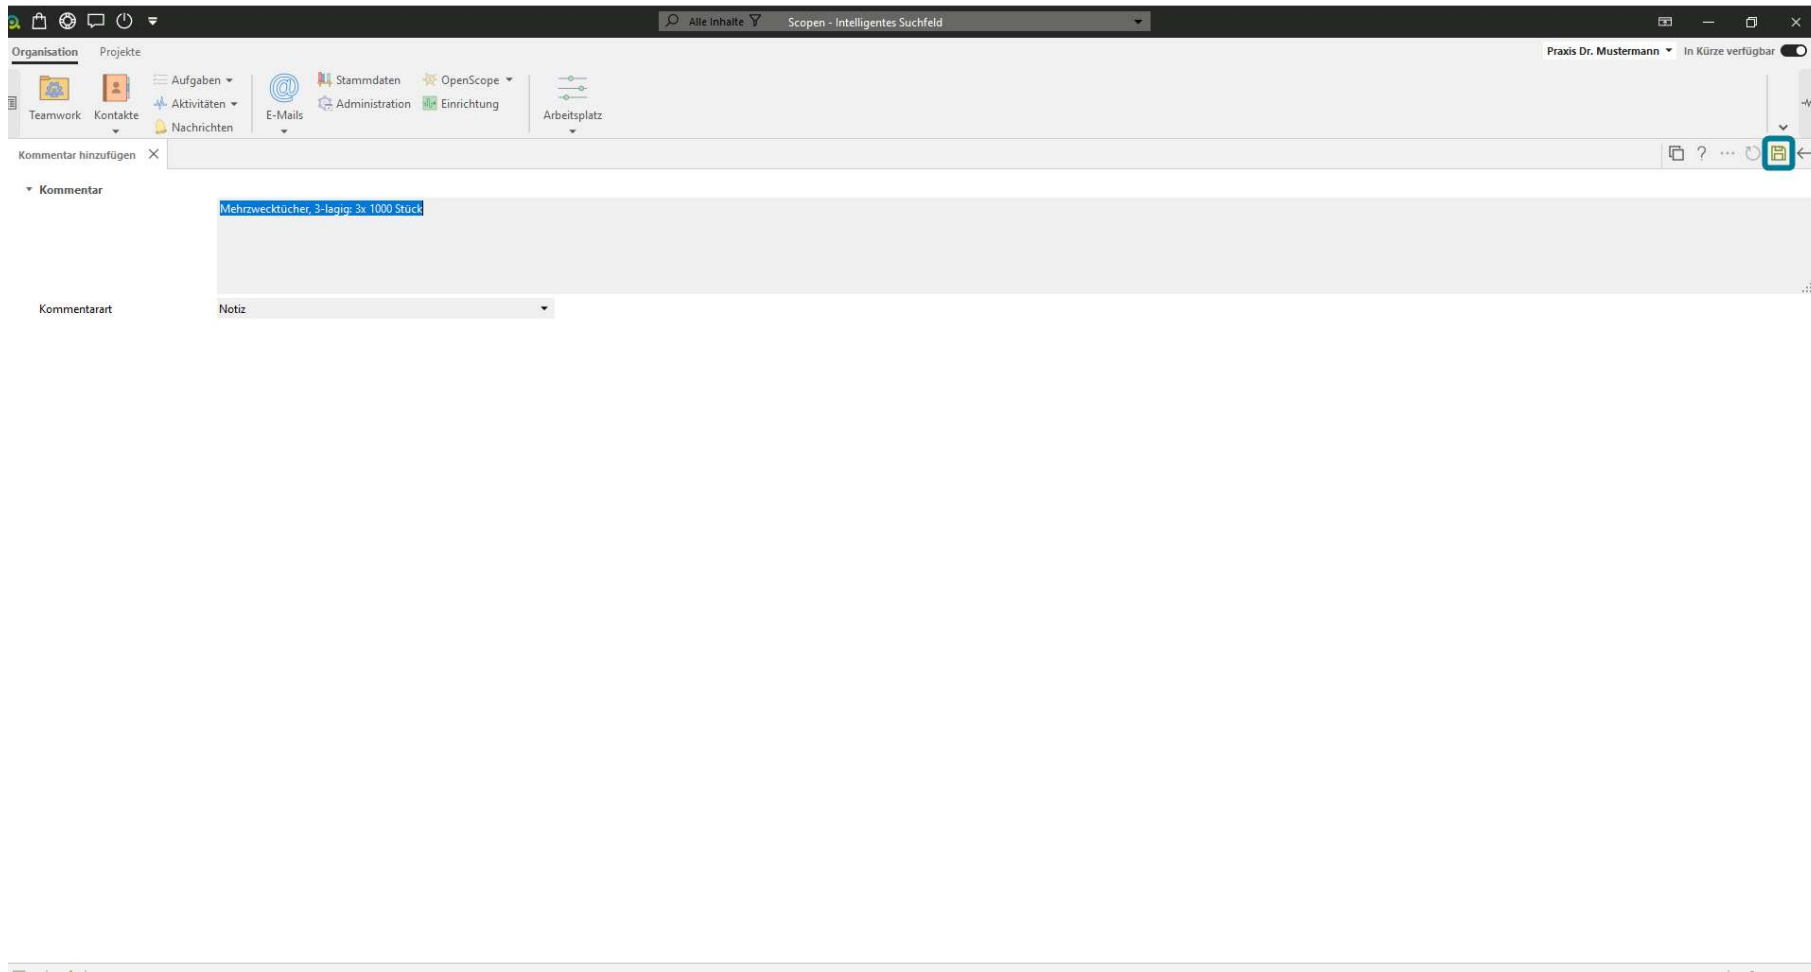 Alle Inhalte Scopen - Intelligentes Suchfeld
Organisation Projekte Praxis Dr. Mustermann In Kürze verfügbar
Teamwork
Kontakte
Aufgaben
Aktivitäten
Nachrichten
E-Mails
Stammdaten
Administration
OpenScope
Einrichtung
Arbeitsplatz
Kommentar hinzufügen
Kommentar
Mehrzwecktücher, 3-lagig: 3x 1000 Stück
Kommentarart Notiz